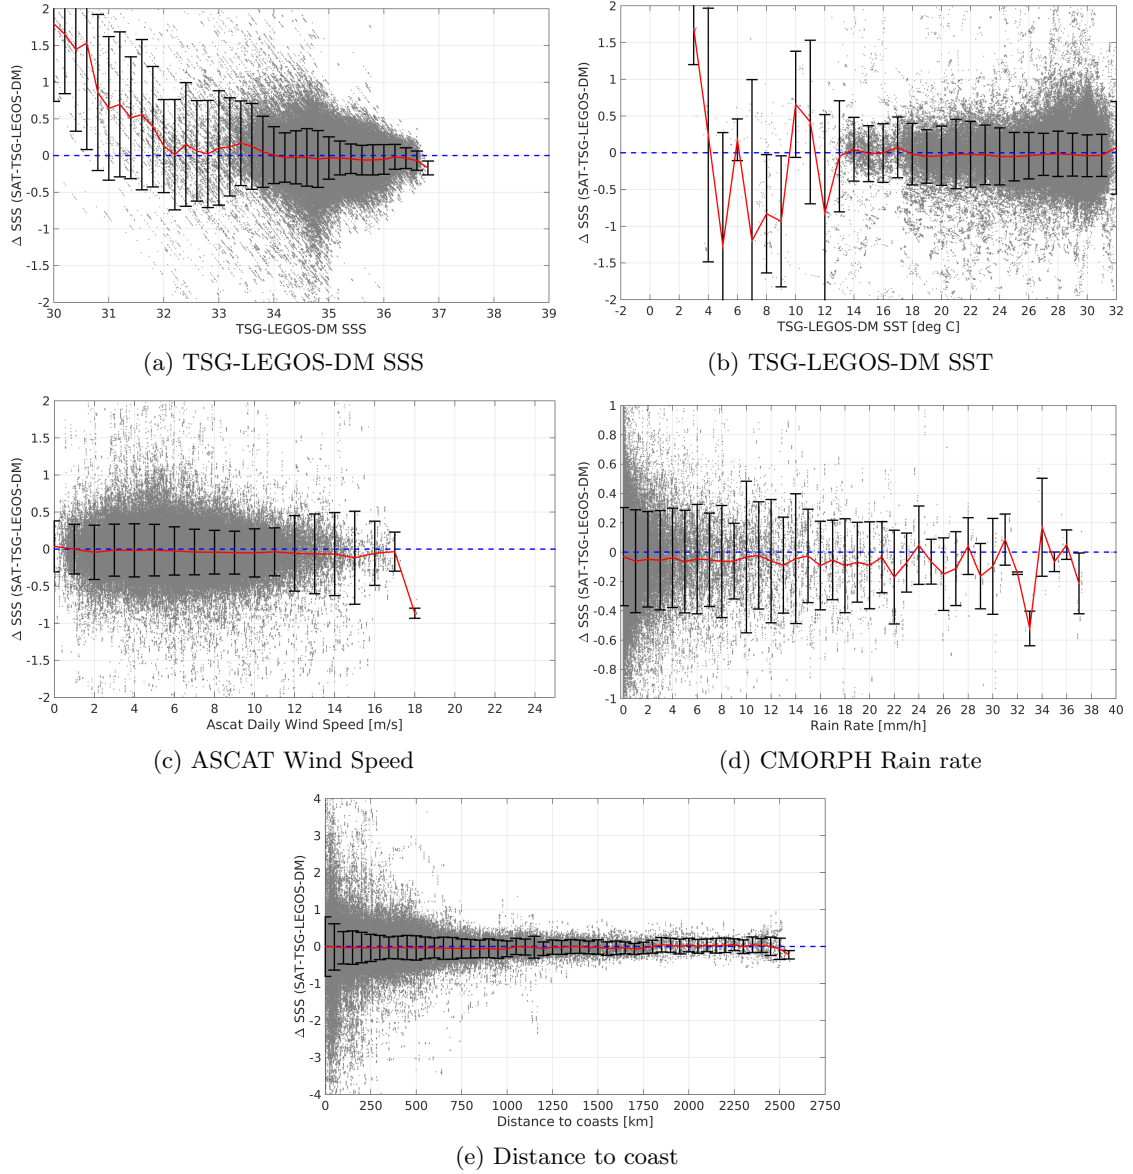 2
1.5
1
0.5
0
-0.5
-1
-1.5
-2
Δ SSS (SAT-TSG-LEGOS-DM)
30 31 32 33 34 35 36 37 38 39
TSG-LEGOS-DM SSS
(a) TSG-LEGOS-DM SSS
2
1.5
1
0.5
0
-0.5
-1
-1.5
-2
Δ SSS (SAT-TSG-LEGOS-DM)
-2 0 2 4 6 8 10 12 14 16 18 20 22 24 26 28 30 32
TSG-LEGOS-DM SST [deg C]
(b) TSG-LEGOS-DM SST
2
1.5
1
0.5
0
-0.5
-1
-1.5
-2
Δ SSS (SAT-TSG-LEGOS-DM)
0 2 4 6 8 10 12 14 16 18 20 22 24
Ascat Daily Wind Speed [m/s]
(c) ASCAT Wind Speed
1
0.8
0.6
0.4
0.2
0
-0.2
-0.4
-0.6
-0.8
-1
Δ SSS (SAT-TSG-LEGOS-DM)
0 2 4 6 8 10 12 14 16 18 20 22 24 26 28 30 32 34 36 38 40
Rain Rate [mm/h]
(d) CMORPH Rain rate
4
3
2
1
0
-1
-2
-3
-4
Δ SSS (SAT-TSG-LEGOS-DM)
0 250 500 750 1000 1250 1500 1750 2000 2250 2500 2750
Distance to coasts [km]
(e) Distance to coast